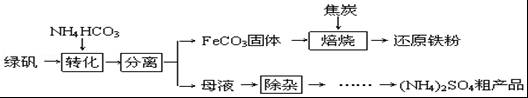 焦炭
NH4HCO3
FeCO3固体 焙烧 还原铁粉
绿矾 转化 分离
母液 除杂 …… (NH4)2SO4粗产品